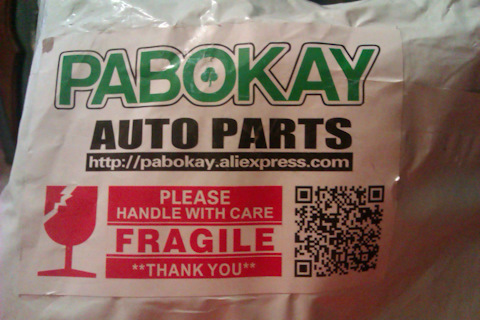 PABOKAY
AUTO PARTS
http://pabokay.aliexpress.com
PLEASE
HANDLE WITH CARE
FRAGILE
**THANK YOU**